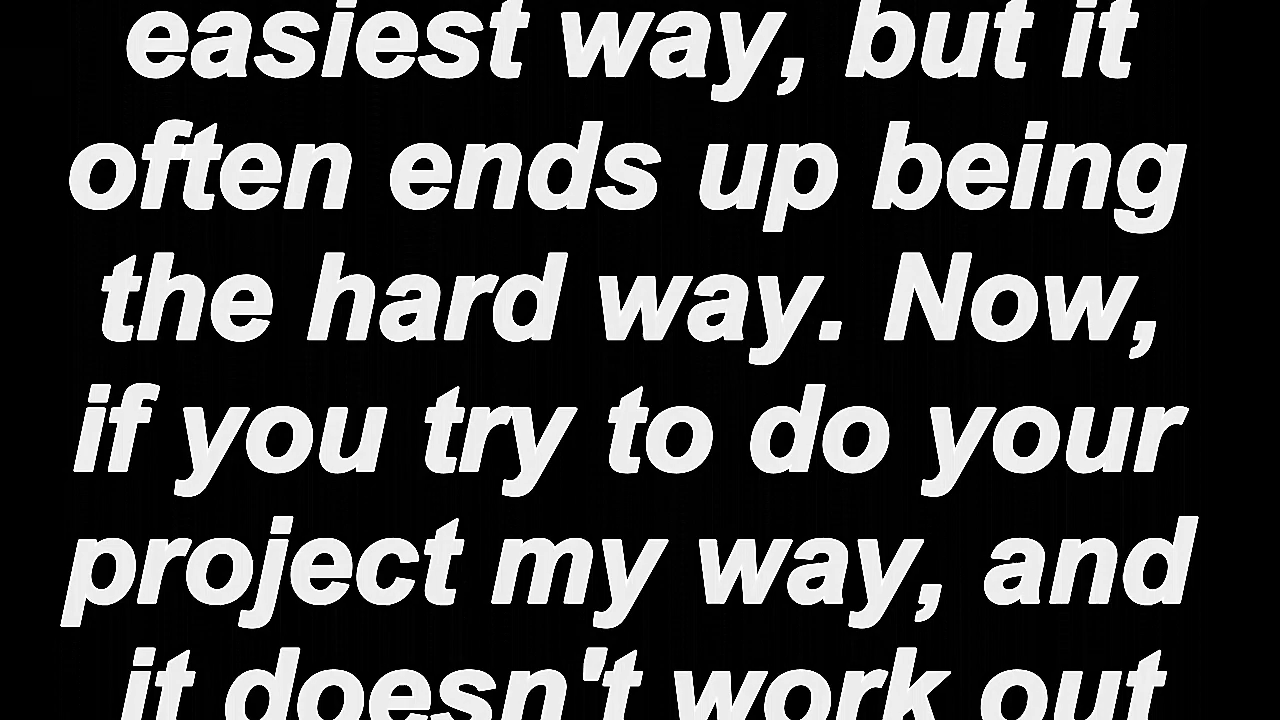 easiest way, but it
often ends up being
the hard way. Now,
if you try to do your
project my way, and
it doesn't work out